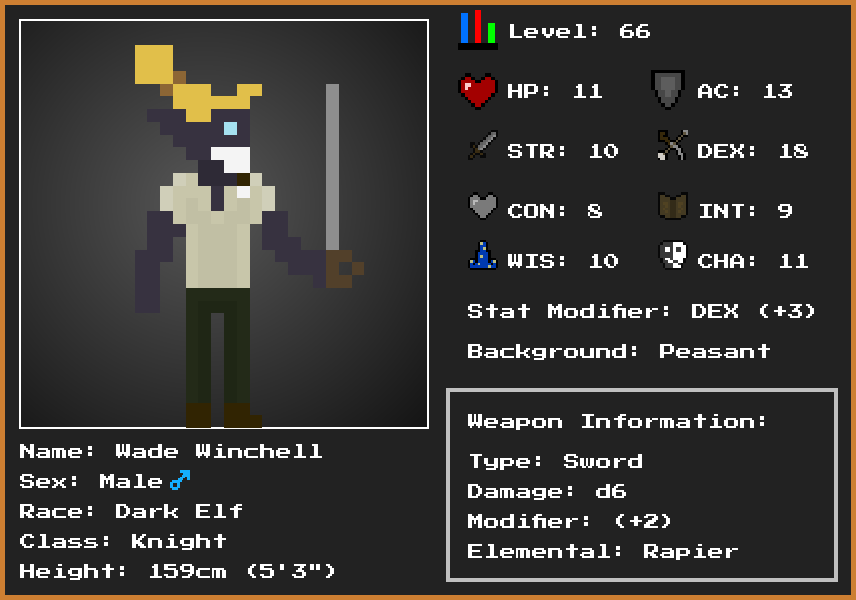 Level: 66
HP: 11
AC: 13
STR: 10
DEX: 18
CON: 8
INT: 9
WIS: 10
CHA: 11
Stat Modifier: DEX (+3)
Background: Peasant
Weapon Information:
Type: Sword
Damage: d6
Modifier: (+2)
Elemental: Rapier
Name: Wade Winchell
Sex: Male♂
Race: Dark Elf
Class: Knight
Height: 159cm (5'3")